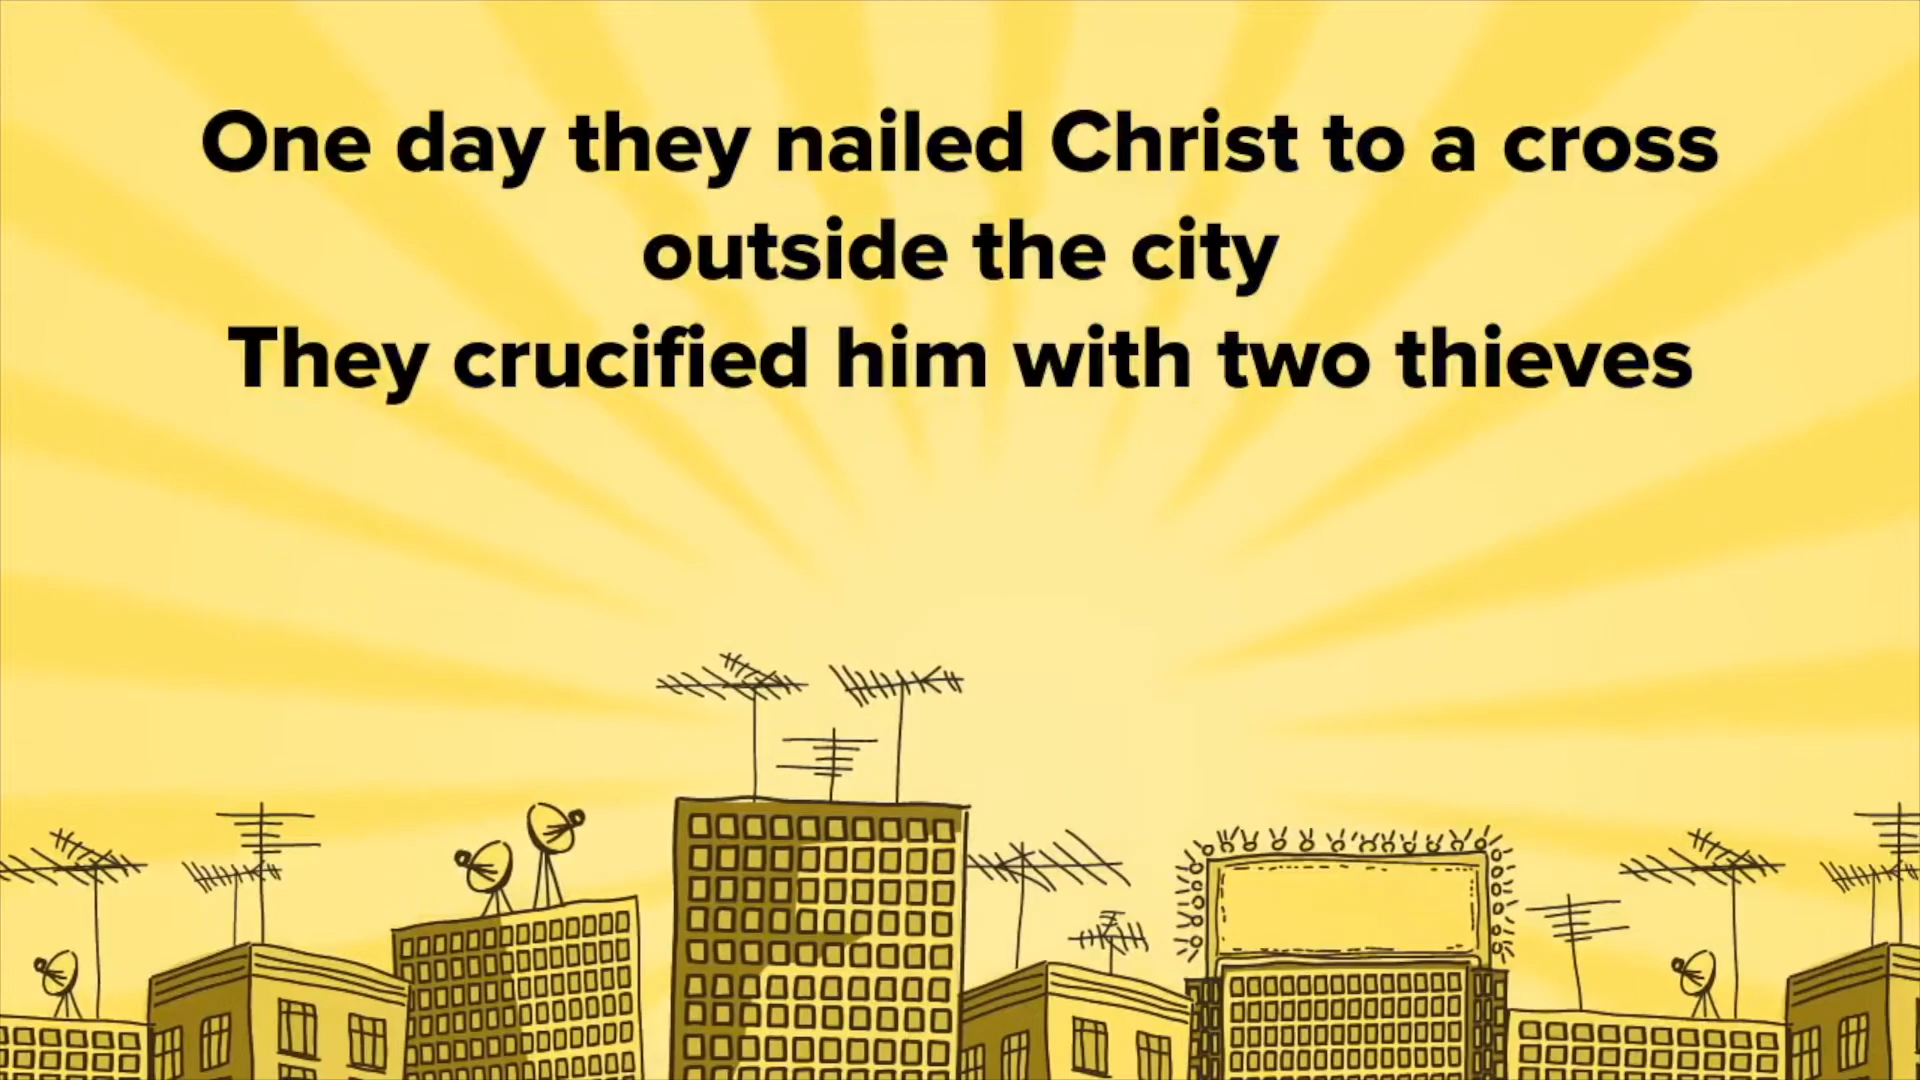 One day they nailed Christ to a cross
outside the city
They crucified him with two thieves